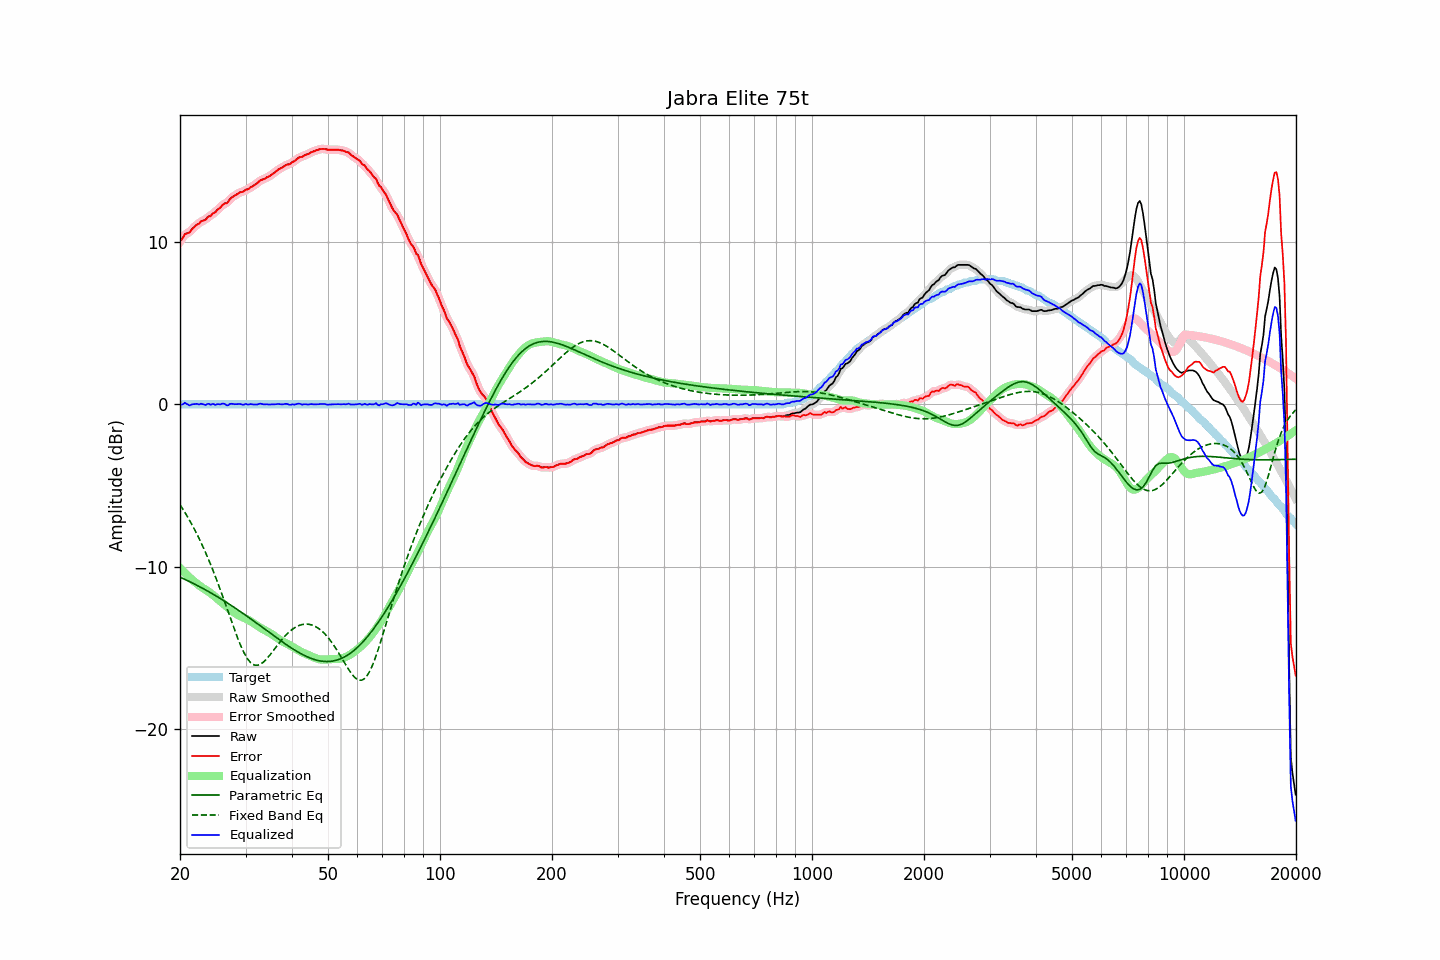 Jabra Elite 75t
Amplitude (dBr)
10
0
−10
−20
Target
Raw Smoothed
Error Smoothed
Raw
Error
Equalization
Parametric Eq
Fixed Band Eq
Equalized
20 50 100 200 500 1000 2000 5000 10000 20000
Frequency (Hz)